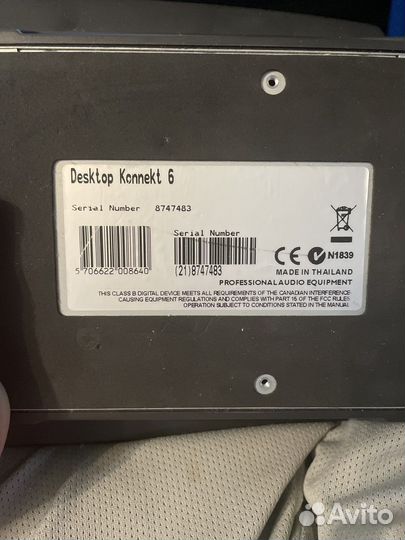 Desktop Konnekt 6
Serial Number 8747483
Serial Number
5 706622 008640
(21)8747483
CE N1839
MADE IN THAILAND
PROFESSIONAL AUDIO EQUIPMENT
THIS CLASS B DIGITAL DEVICE MEETS ALL REQUIREMENTS OF THE CANADIAN INTERFERENCE-
CAUSING EQUIPMENT REGULATIONS AND COMPLIES WITH PART 15 OF THE FCC RULES.
OPERATION SUBJECT TO CONDITIONS STATED IN THE MANUAL.
Avito